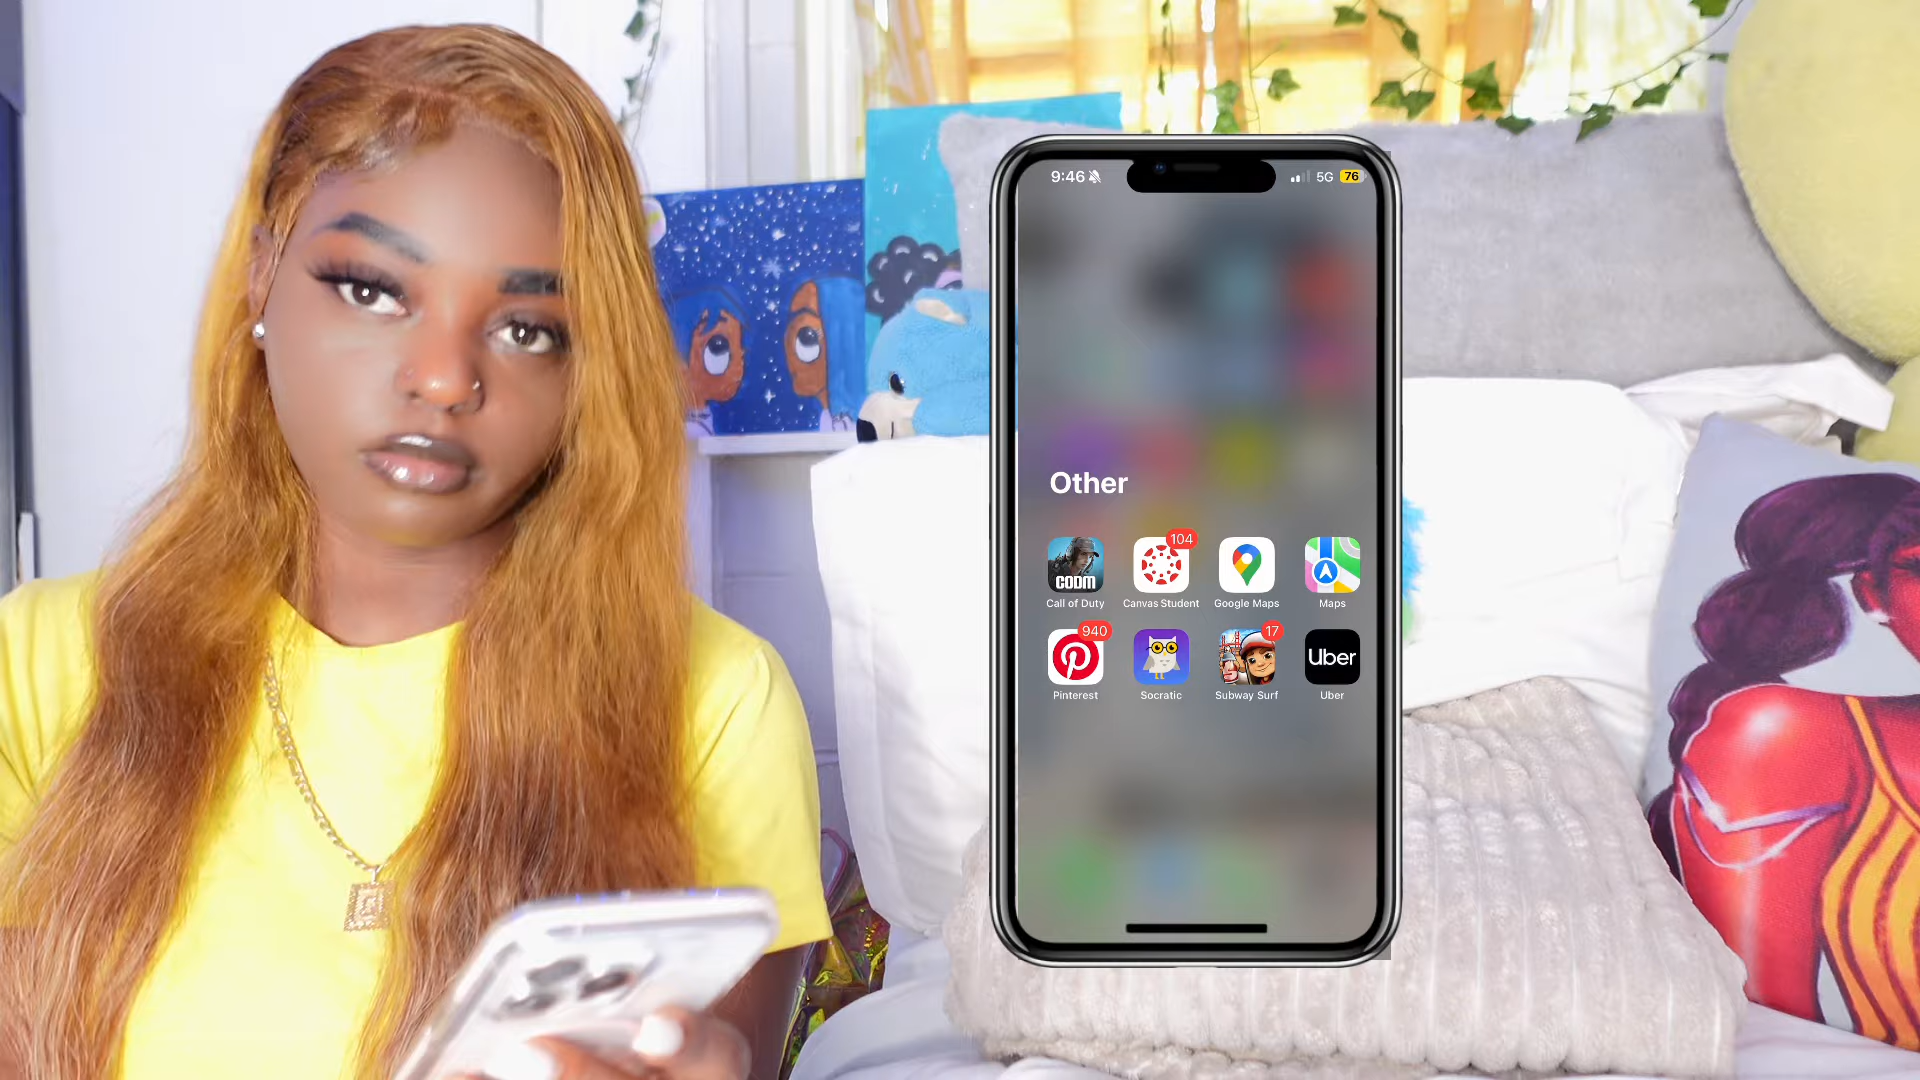 9:46 5G 76
Other
CODM 104
Call of Duty Canvas Student Google Maps Maps
940 17 Uber
Pinterest Socratic Subway Surf Uber